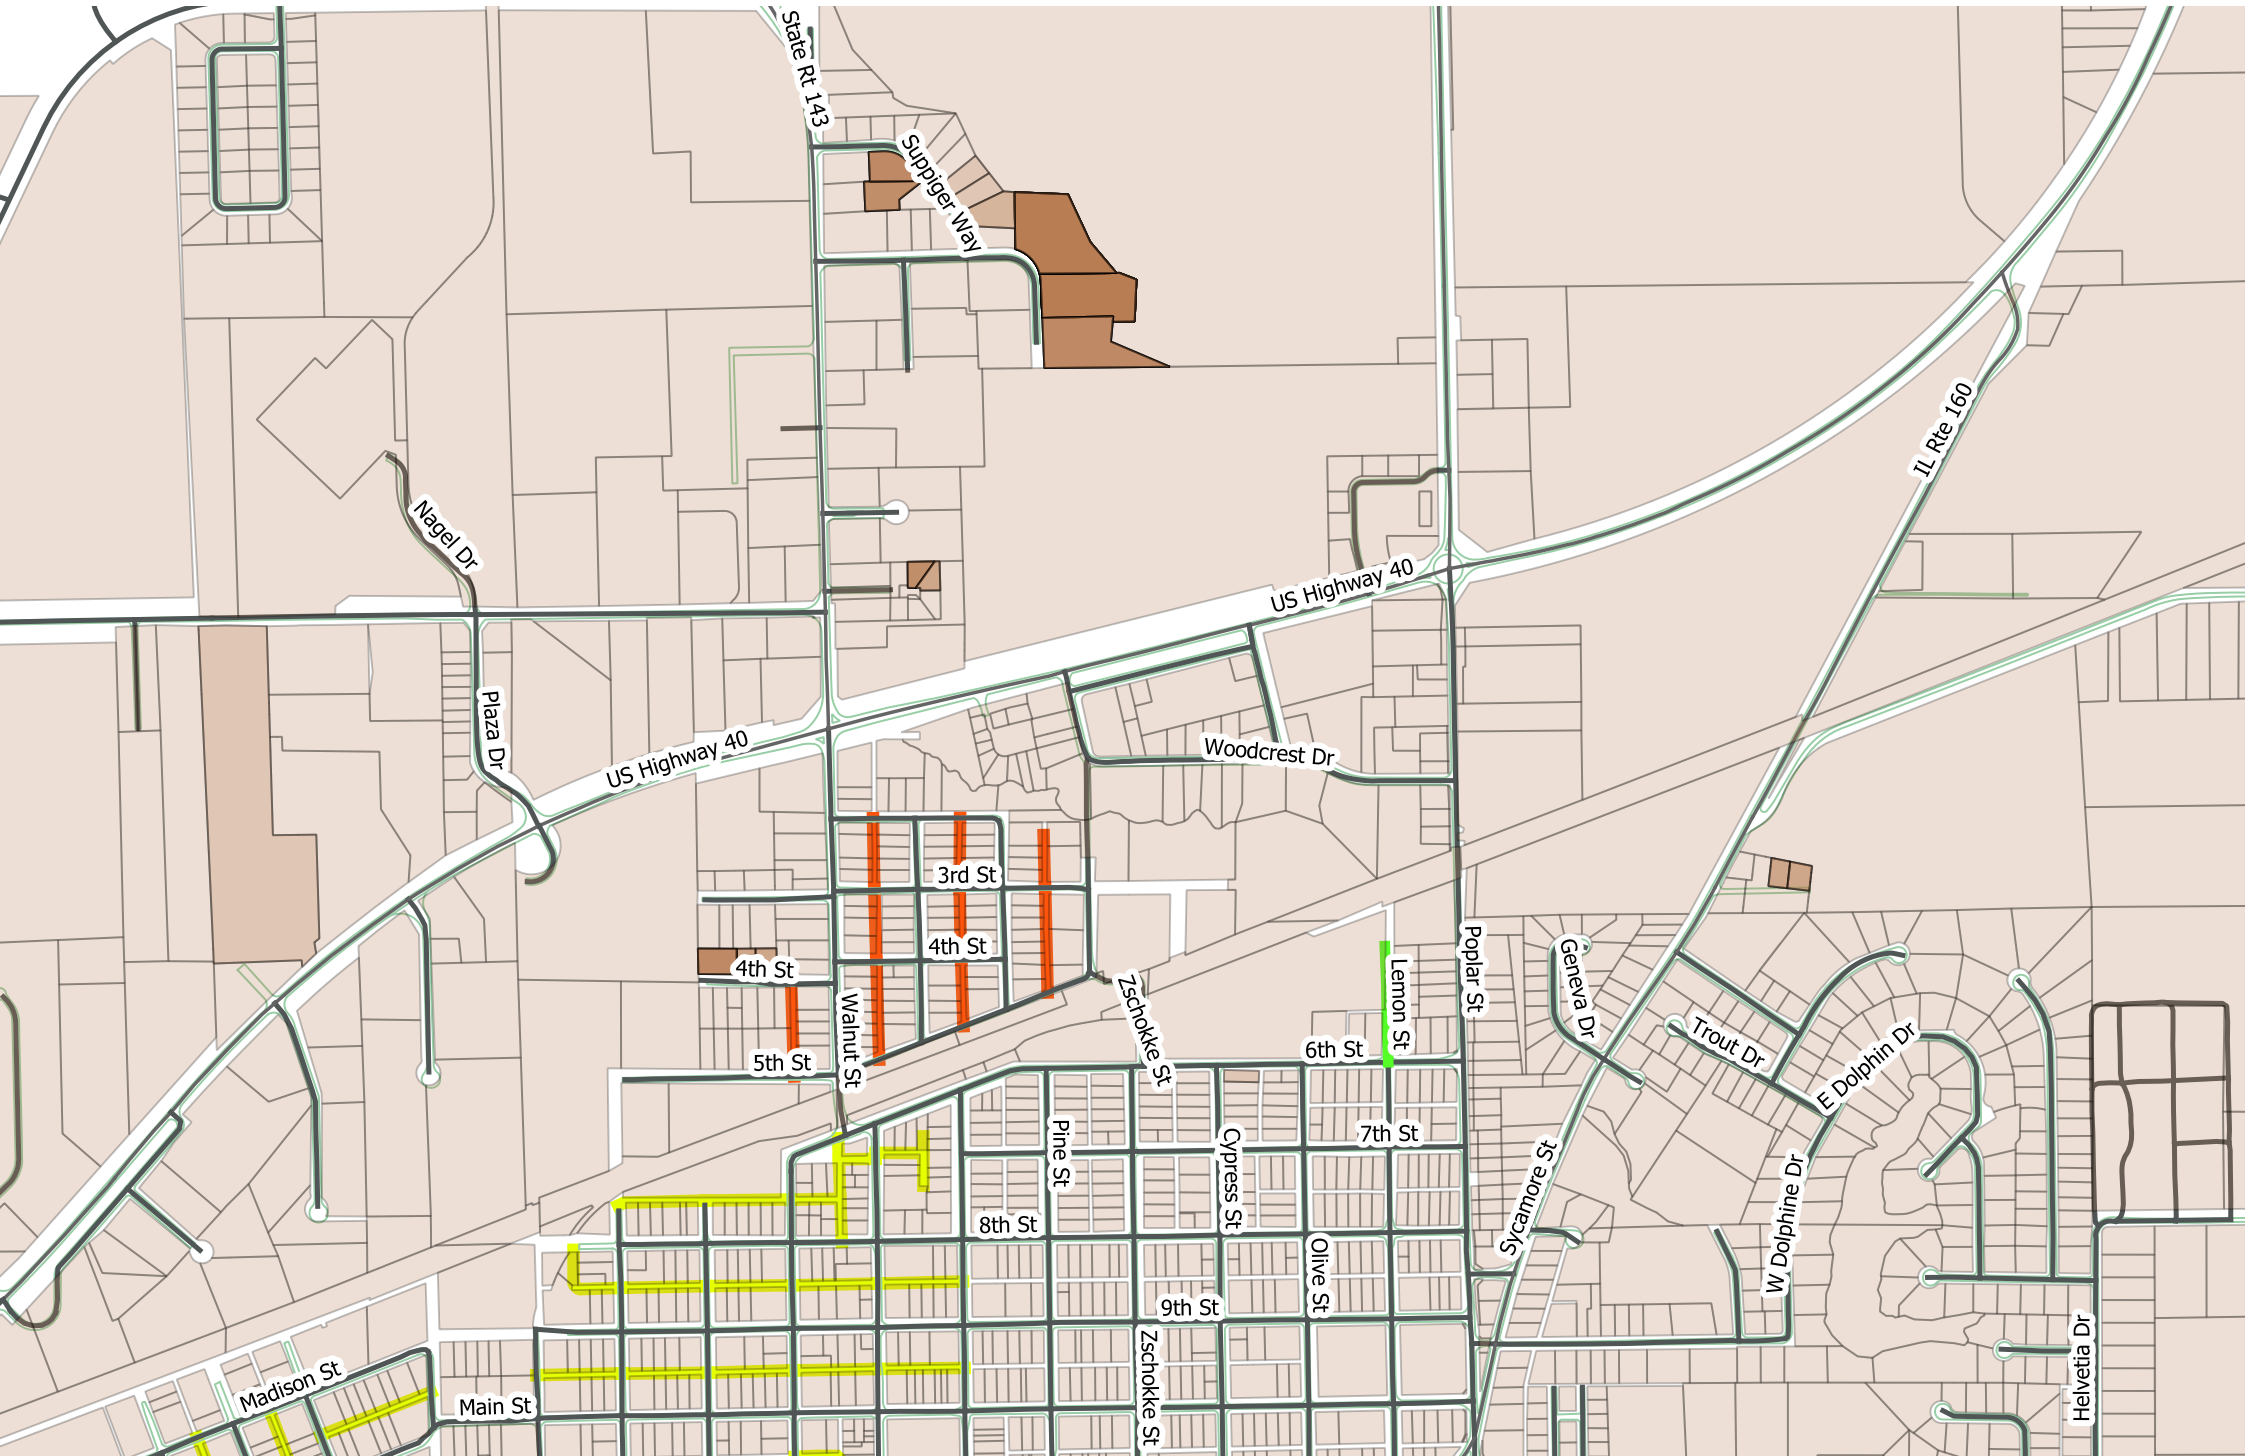 State Rt 143
Suppiger Way
IL Rte 160
Nagel Dr
US Highway 40
Plaza Dr
US Highway 40
Woodcrest Dr
3rd St
4th St
4th St
Walnut St
5th St
Zschokke St
Lemon St
Poplar St
6th St
Geneva Dr
Trout Dr
E Dolphin Dr
7th St
Pine St
Cypress St
Sycamore St
W Dolphine Dr
8th St
Olive St
9th St
Zschokke St
Madison St
Main St
Helvetia Dr